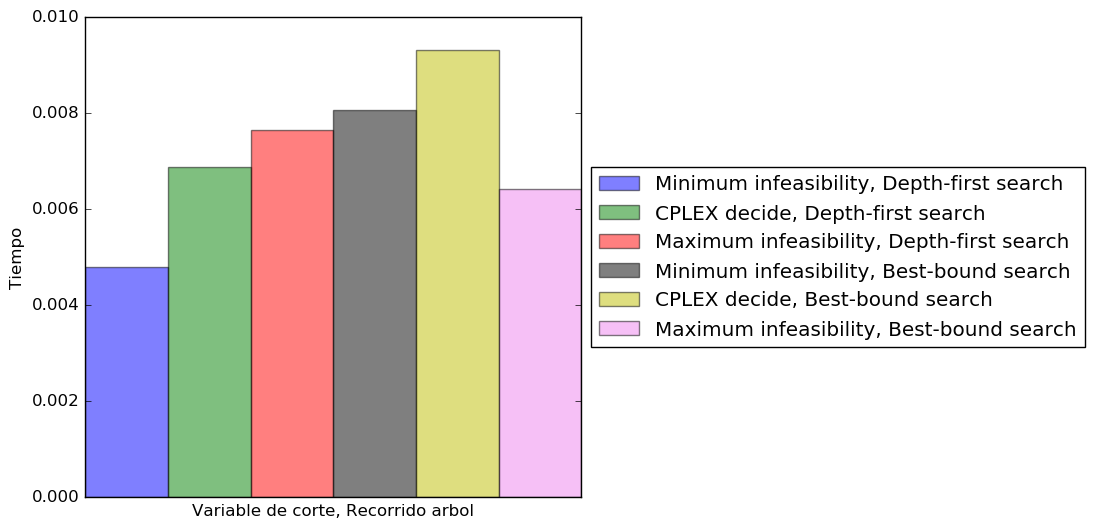 0.010
0.008
0.006
0.004
0.002
0.000
Tiempo
Variable de corte, Recorrido arbol
Minimum infeasibility, Depth-first search
CPLEX decide, Depth-first search
Maximum infeasibility, Depth-first search
Minimum infeasibility, Best-bound search
CPLEX decide, Best-bound search
Maximum infeasibility, Best-bound search